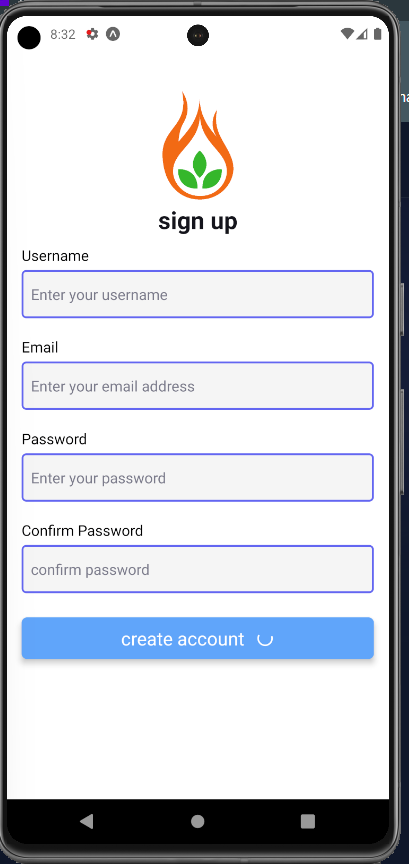 8:32
sign up
Username
Enter your username
Email
Enter your email address
Password
Enter your password
Confirm Password
confirm password
create account